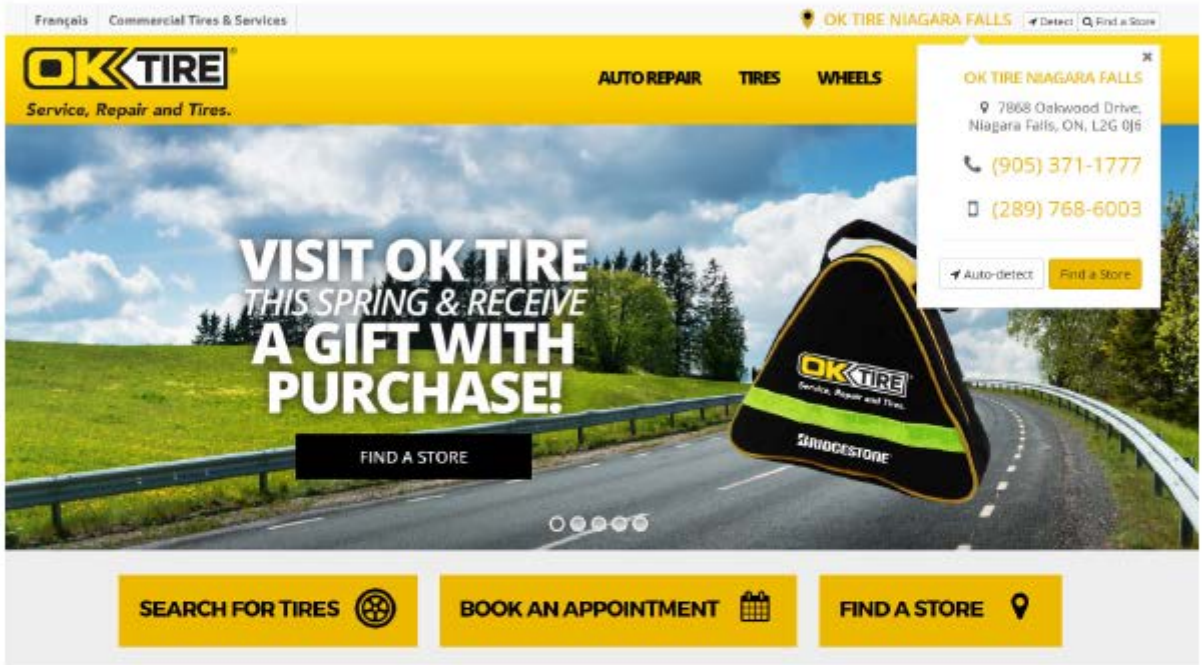 Français Commercial Tires & Services
OK TIRE NIAGARA FALLS Detect Find a Store
OK TIRE
Service, Repair and Tires.
AUTO REPAIR TIRES WHEELS
OK TIRE NIAGARA FALLS
7868 Oakwood Drive,
Niagara Falls, ON, L2G 0J6
(905) 371-1777
(289) 768-6003
Auto-detect Find a Store
VISIT OK TIRE
THIS SPRING & RECEIVE
A GIFT WITH
PURCHASE!
FIND A STORE
OK TIRE
Service, Repair and Tires.
BRIDGESTONE
SEARCH FOR TIRES BOOK AN APPOINTMENT FIND A STORE